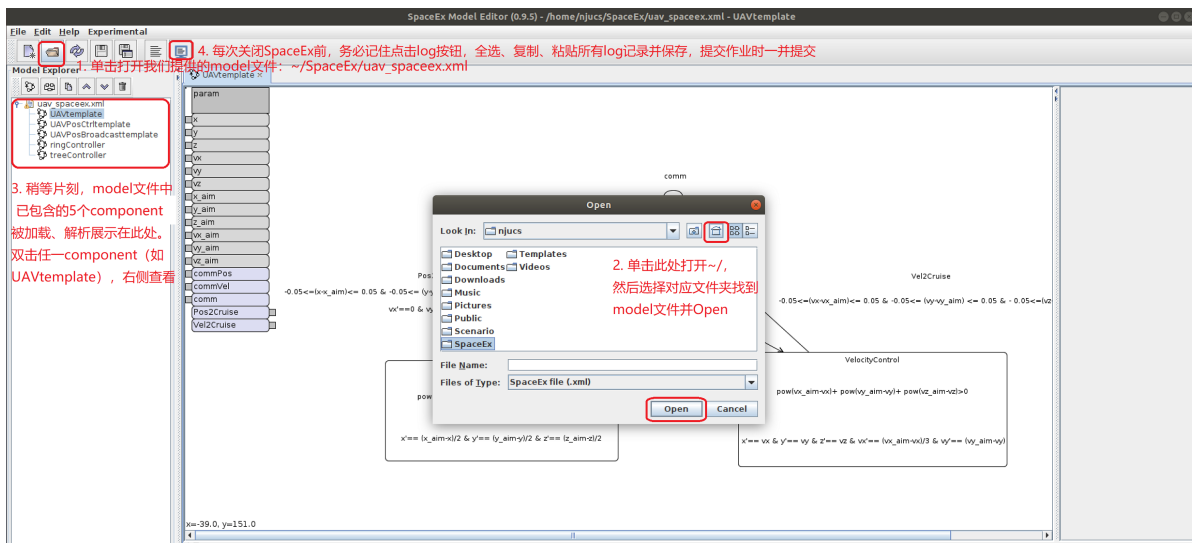 SpaceEx Model Editor (0.9.5) - /home/njucs/SpaceEx/uav_spaceex.xml - UAVtemplate
File Edit Help Experimental
4. 每次关闭SpaceEx前，务必记住点击log按钮，全选、复制、粘贴所有log记录并保存，提交作业时一并提交
1. 单击打开我们提供的model文件：~/SpaceEx/uav_spaceex.xml
Model Explorer
UAVtemplate ×
uav_spaceex.xml
UAVtemplate
UAVPosCtrltemplate
UAVPosBroadcasttemplate
ringController
treeController
3. 稍等片刻，model文件中
已包含的5个component
被加载、解析展示在此处。
双击任一component（如
UAVtemplate），右侧查看
param
x
y
z
vx
vy
vz
x_aim
y_aim
z_aim
vx_aim
vy_aim
vz_aim
commPos
commVel
comm
Pos2Cruise
Vel2Cruise
comm
Pos
-0.05<=(x-x_aim)<= 0.05 & -0.05<= (y-y
vx'==0 & vy
pow
x'== (x_aim-x)/2 & y'== (y_aim-y)/2 & z'== (z_aim-z)/2
Open
Look In: njucs
Desktop Templates
Documents Videos
Downloads
Music
Pictures
Public
Scenario
SpaceEx
2. 单击此处打开~/，
然后选择对应文件夹找到
model文件并Open
File Name:
Files of Type: SpaceEx file (.xml)
Open Cancel
Vel2Cruise
-0.05<=(vx-vx_aim)<= 0.05 & -0.05<= (vy-vy_aim) <= 0.05 & - 0.05<=(vz
VelocityControl
pow(vx_aim-vx)+ pow(vy_aim-vy)+ pow(vz_aim-vz)>0
x'== vx & y'== vy & z'== vz & vx'== (vx_aim-vx)/3 & vy'== (vy_aim-vy)
x=-39.0, y=151.0